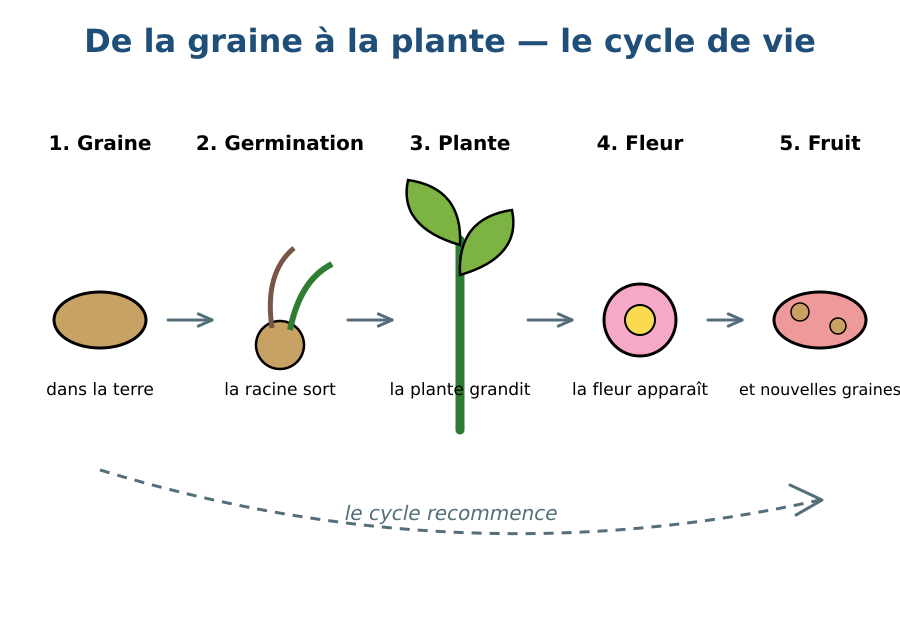 De la graine à la plante — le cycle de vie
1. Graine
2. Germination
3. Plante
4. Fleur
5. Fruit
dans la terre
la racine sort
la plante grandit
la fleur apparaît
et nouvelles graines
le cycle recommence